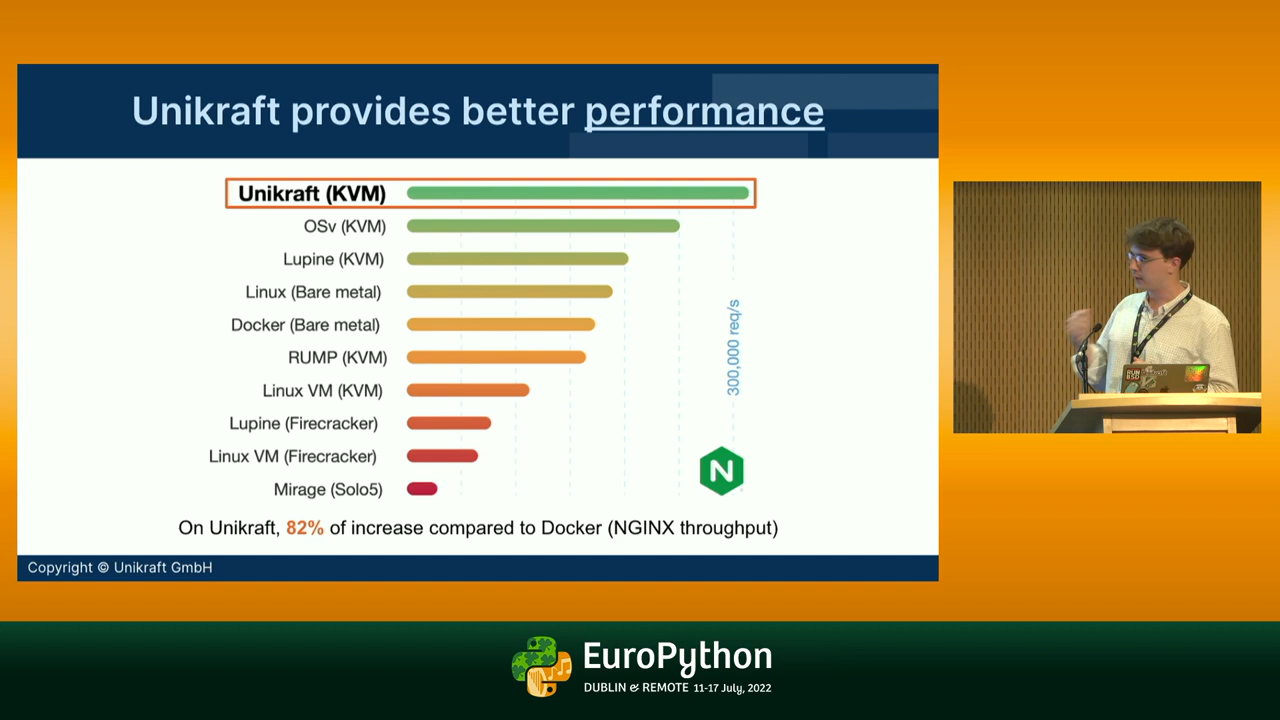 Unikraft provides better performance
Unikraft (KVM)
OSv (KVM)
Lupine (KVM)
Linux (Bare metal)
Docker (Bare metal)
RUMP (KVM)
Linux VM (KVM)
Lupine (Firecracker)
Linux VM (Firecracker)
Mirage (Solo5)
300,000 req/s
N
On Unikraft, 82% of increase compared to Docker (NGINX throughput)
Copyright © Unikraft GmbH
RUN
BSD
EuroPython
DUBLIN & REMOTE 11-17 July, 2022